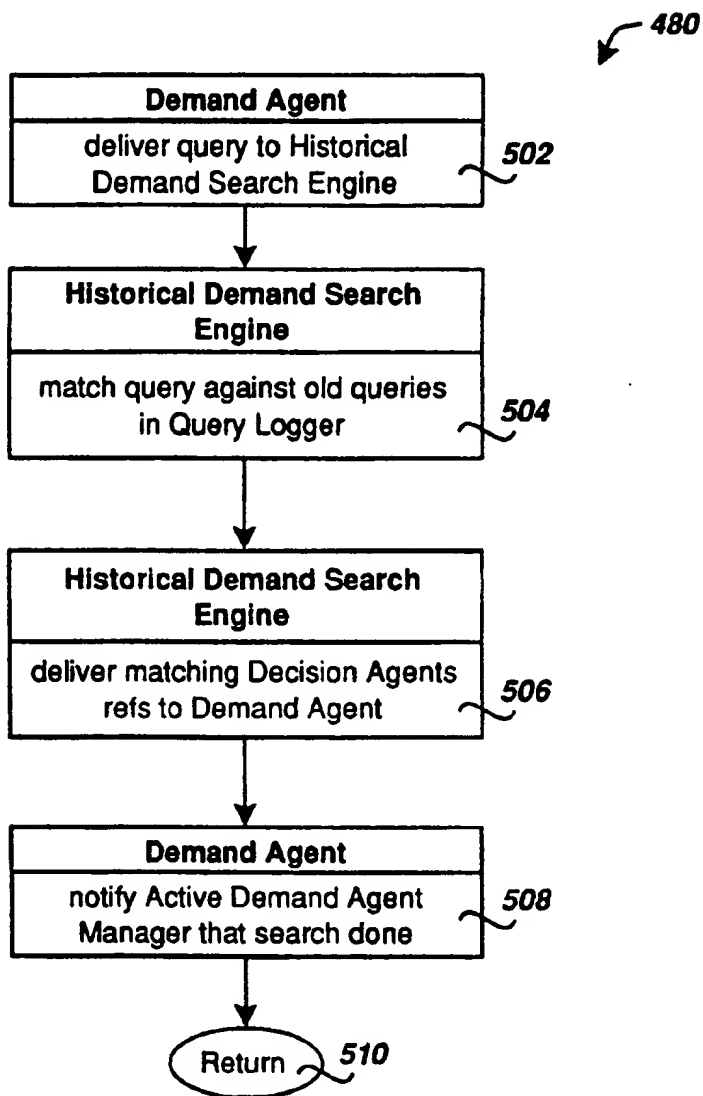 480
Demand Agent
deliver query to Historical
Demand Search Engine
502
Historical Demand Search
Engine
match query against old queries
in Query Logger
504
Historical Demand Search
Engine
deliver matching Decision Agents
refs to Demand Agent
506
Demand Agent
notify Active Demand Agent
Manager that search done
508
Return
510